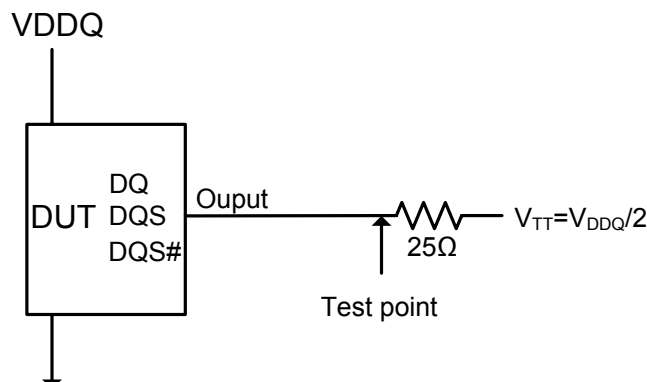 VDDQ
DUT
DQ
DQS
DQS#
Ouput
25Ω
VTT=VDDQ/2
Test point